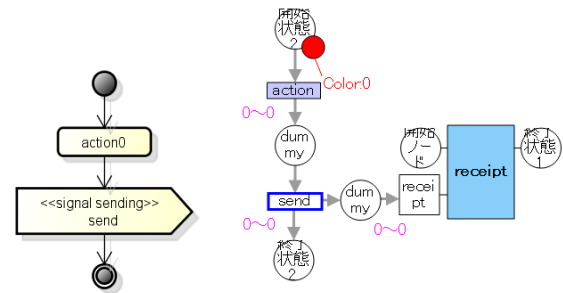 action0
<<signal sending>>
send
開始
状態
2
Color:0
action
0～0
dum
my
send
0～0
終了
状態
2
dum
my
0～0
開始
ノー
ド
recei
pt
receipt
終了
状態
1